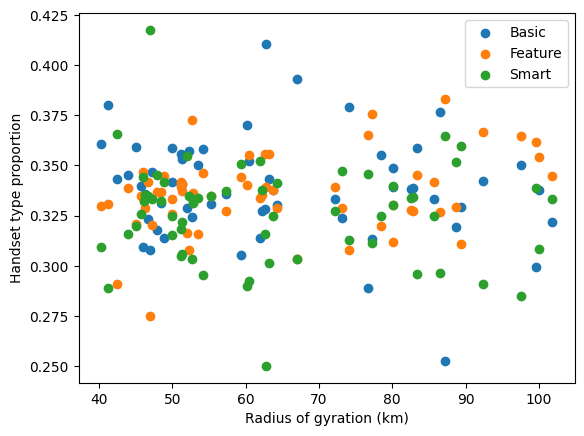 0.425
0.400
0.375
0.350
0.325
0.300
0.275
0.250
Handset type proportion
Basic
Feature
Smart
40 50 60 70 80 90 100
Radius of gyration (km)